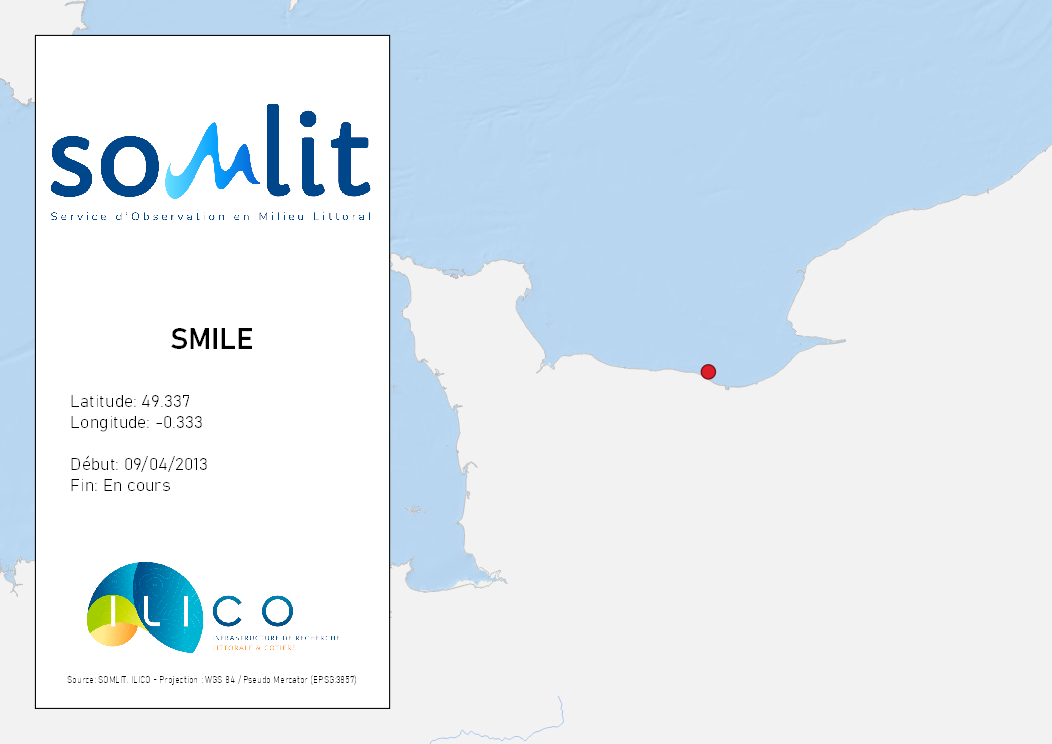 somlit
Service d'Observation en Milieu Littoral
SMILE
Latitude: 49.337
Longitude: -0.333
Début: 09/04/2013
Fin: En cours
ILICO
INFRASTRUCTURE DE RECHERCHE
LITTORALE & CÔTIÈRE
Source: SOMLIT, ILICO - Projection : WGS 84 / Pseudo Mercator (EPSG:3857)